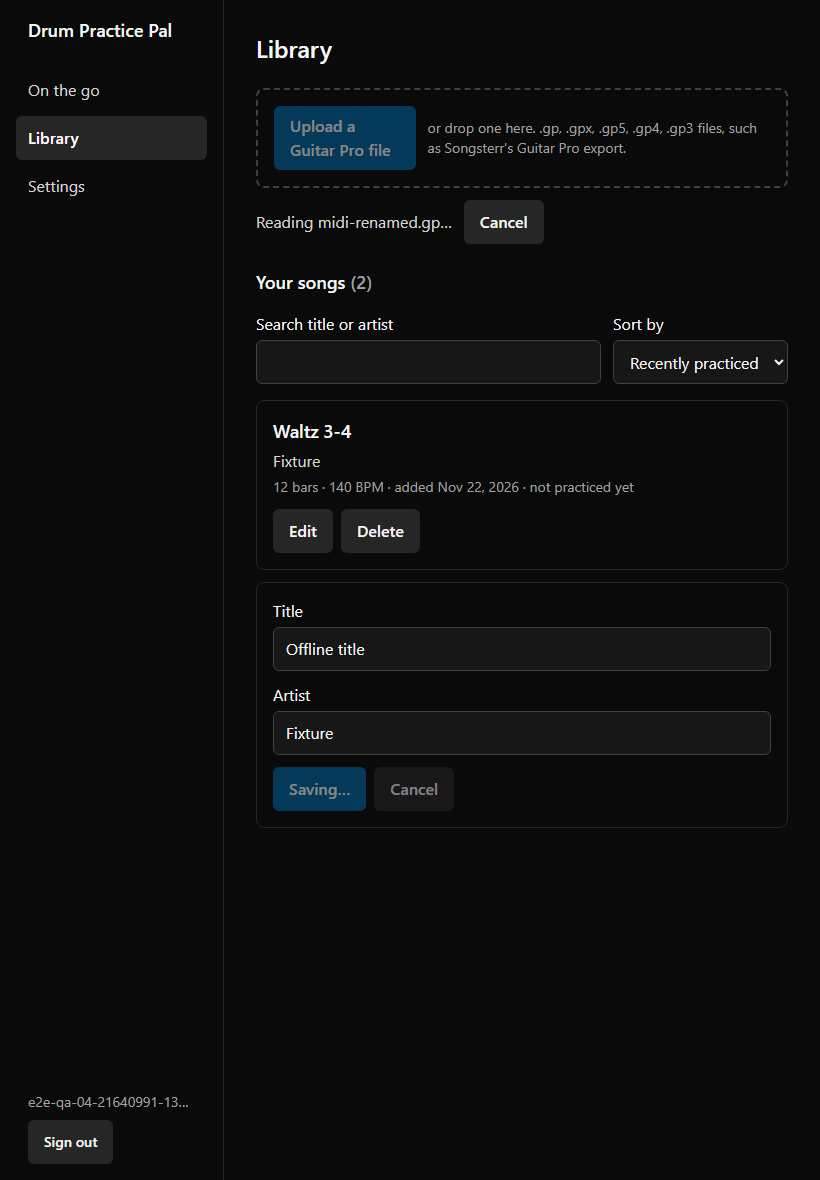 Drum Practice Pal
On the go
Library
Settings
e2e-qa-04-21640991-13...
Sign out
Library
Upload a
Guitar Pro file
or drop one here. .gp, .gpx, .gp5, .gp4, .gp3 files, such
as Songsterr's Guitar Pro export.
Reading midi-renamed.gp...
Cancel
Your songs (2)
Search title or artist
Sort by
Recently practiced
Waltz 3-4
Fixture
12 bars · 140 BPM · added Nov 22, 2026 · not practiced yet
Edit
Delete
Title
Offline title
Artist
Fixture
Saving...
Cancel